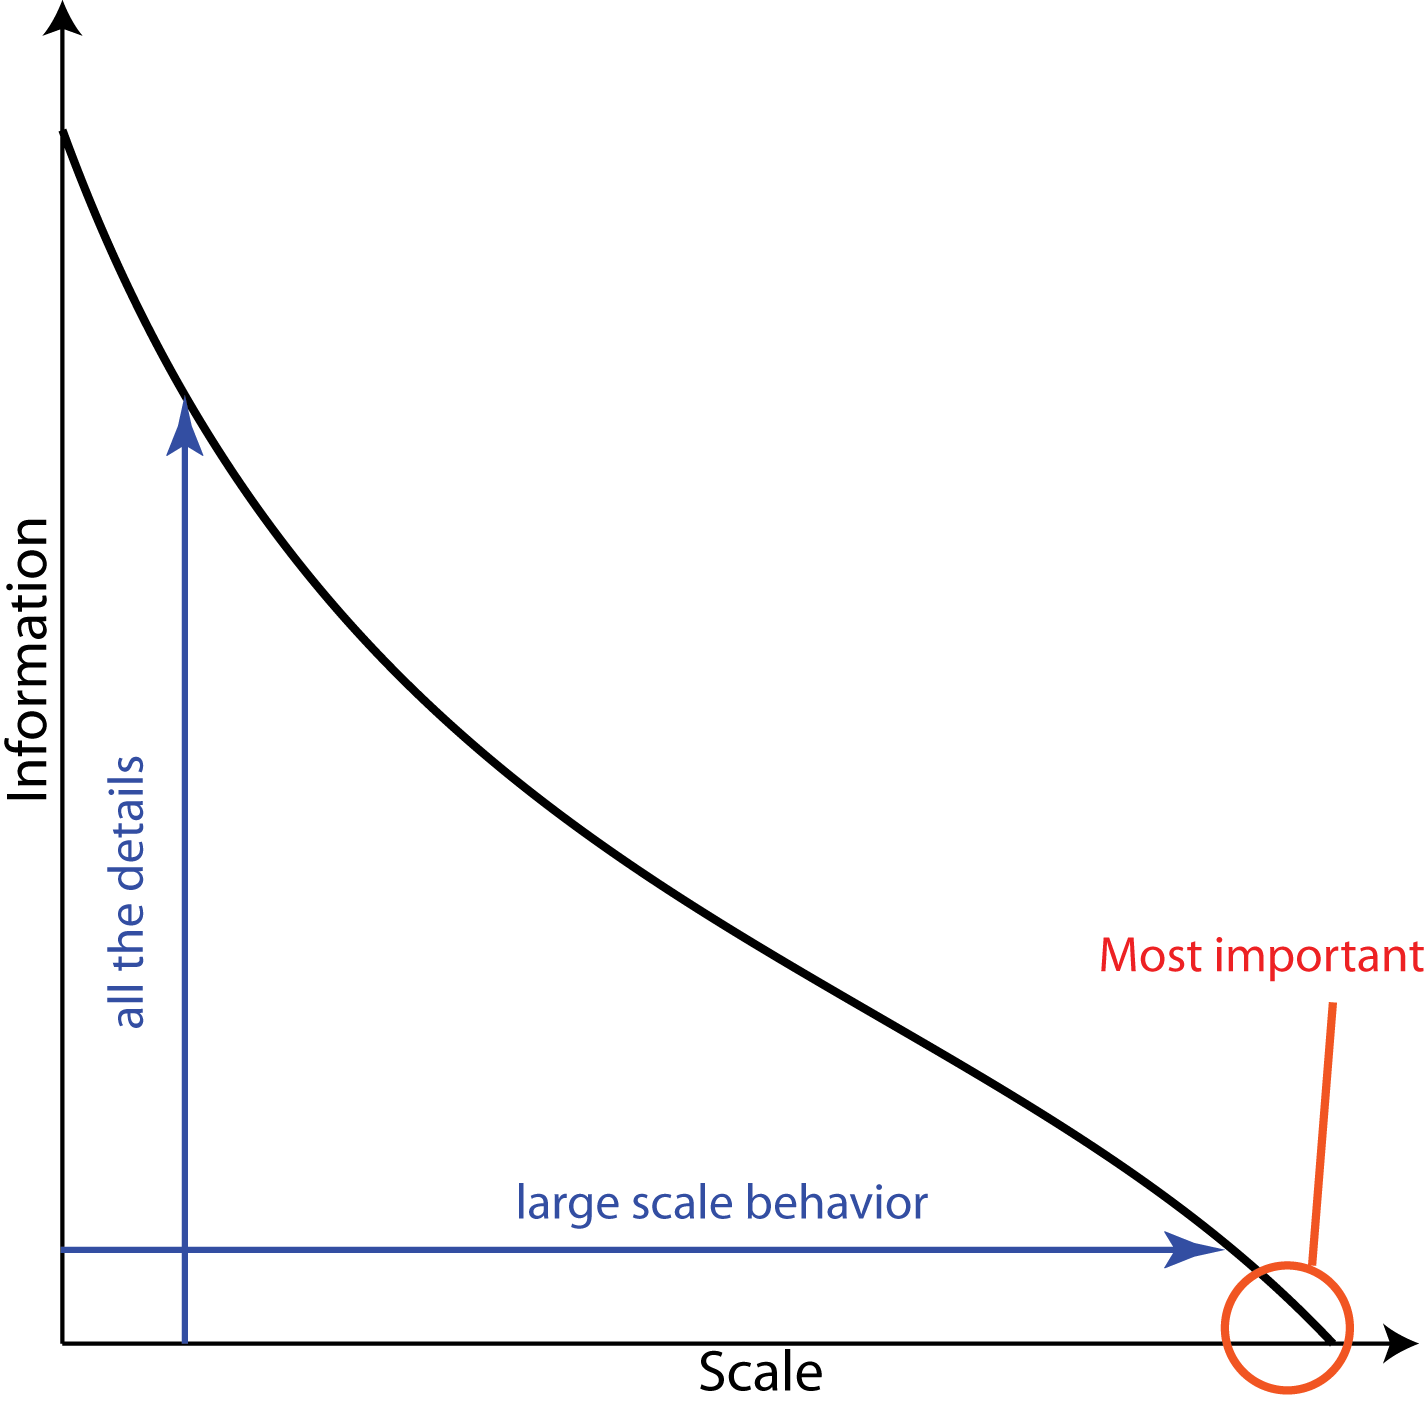 Information
all the details
Most important
large scale behavior
Scale